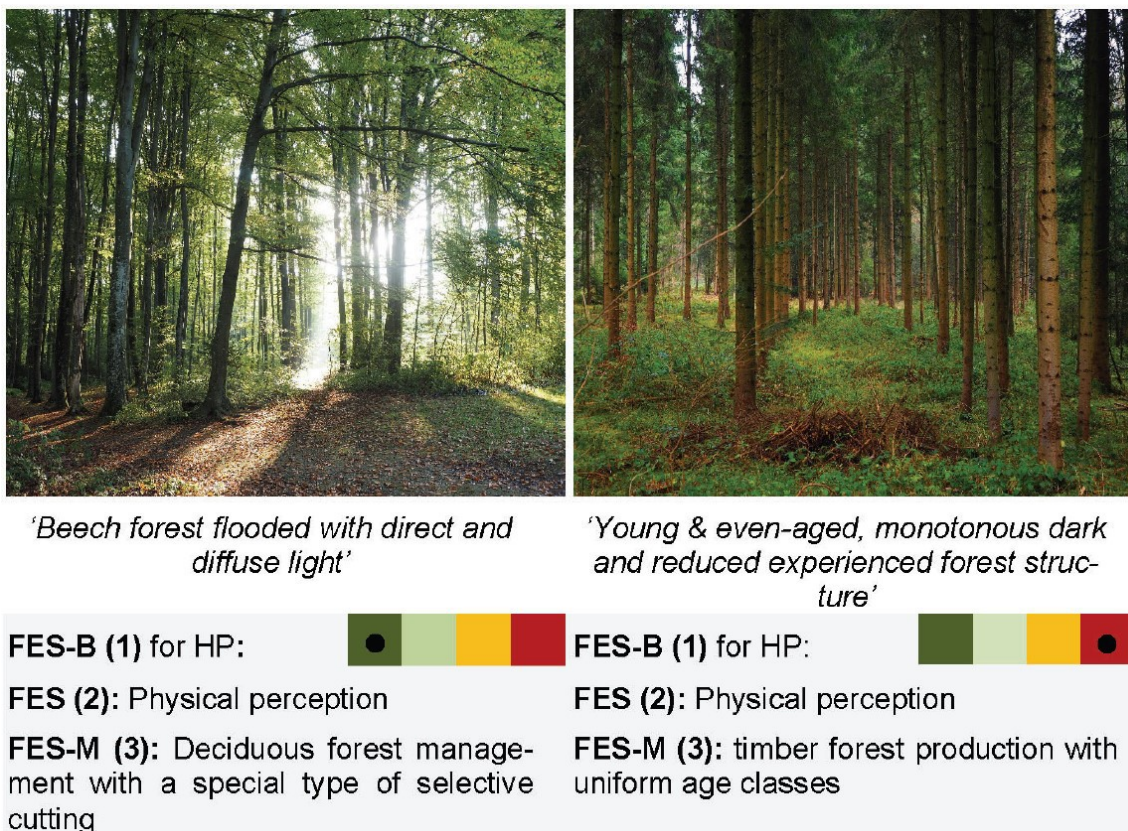 ‘Beech forest flooded with direct and
diffuse light’
FES-B (1) for HP:
FES (2): Physical perception
FES-M (3): Deciduous forest manage-
ment with a special type of selective
cutting
‘Young & even-aged, monotonous dark
and reduced experienced forest struc-
ture’
FES-B (1) for HP:
FES (2): Physical perception
FES-M (3): timber forest production with
uniform age classes